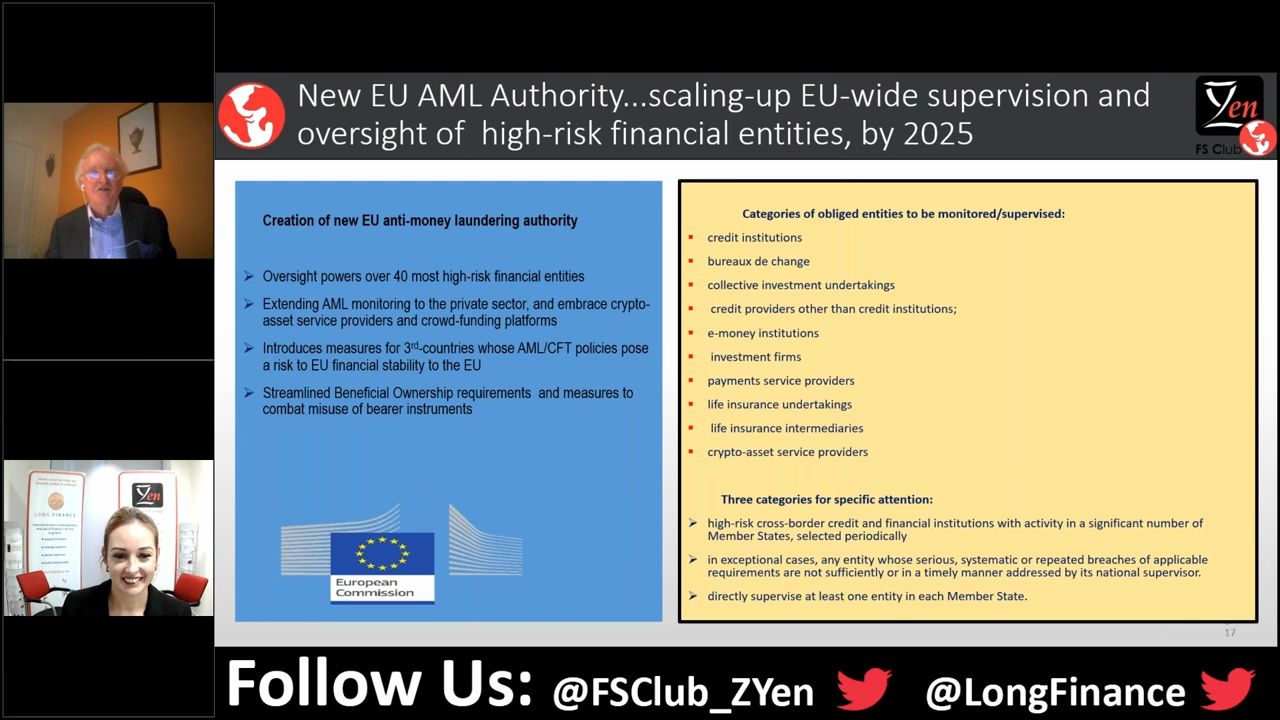 New EU AML Authority...scaling-up EU-wide supervision and
oversight of high-risk financial entities, by 2025
Zen
FS Club
Creation of new EU anti-money laundering authority
Oversight powers over 40 most high-risk financial entities
Extending AML monitoring to the private sector, and embrace crypto-
asset service providers and crowd-funding platforms
Introduces measures for 3rd-countries whose AML/CFT policies pose
a risk to EU financial stability to the EU
Streamlined Beneficial Ownership requirements and measures to
combat misuse of bearer instruments
European
Commission
Categories of obliged entities to be monitored/supervised:
credit institutions
bureaux de change
collective investment undertakings
credit providers other than credit institutions;
e-money institutions
investment firms
payments service providers
life insurance undertakings
life insurance intermediaries
crypto-asset service providers
Three categories for specific attention:
high-risk cross-border credit and financial institutions with activity in a significant number of
Member States, selected periodically
in exceptional cases, any entity whose serious, systematic or repeated breaches of applicable
requirements are not sufficiently or in a timely manner addressed by its national supervisor.
directly supervise at least one entity in each Member State.
17
LONG FINANCE
Zen
Follow Us: @FSClub_ZYen @LongFinance